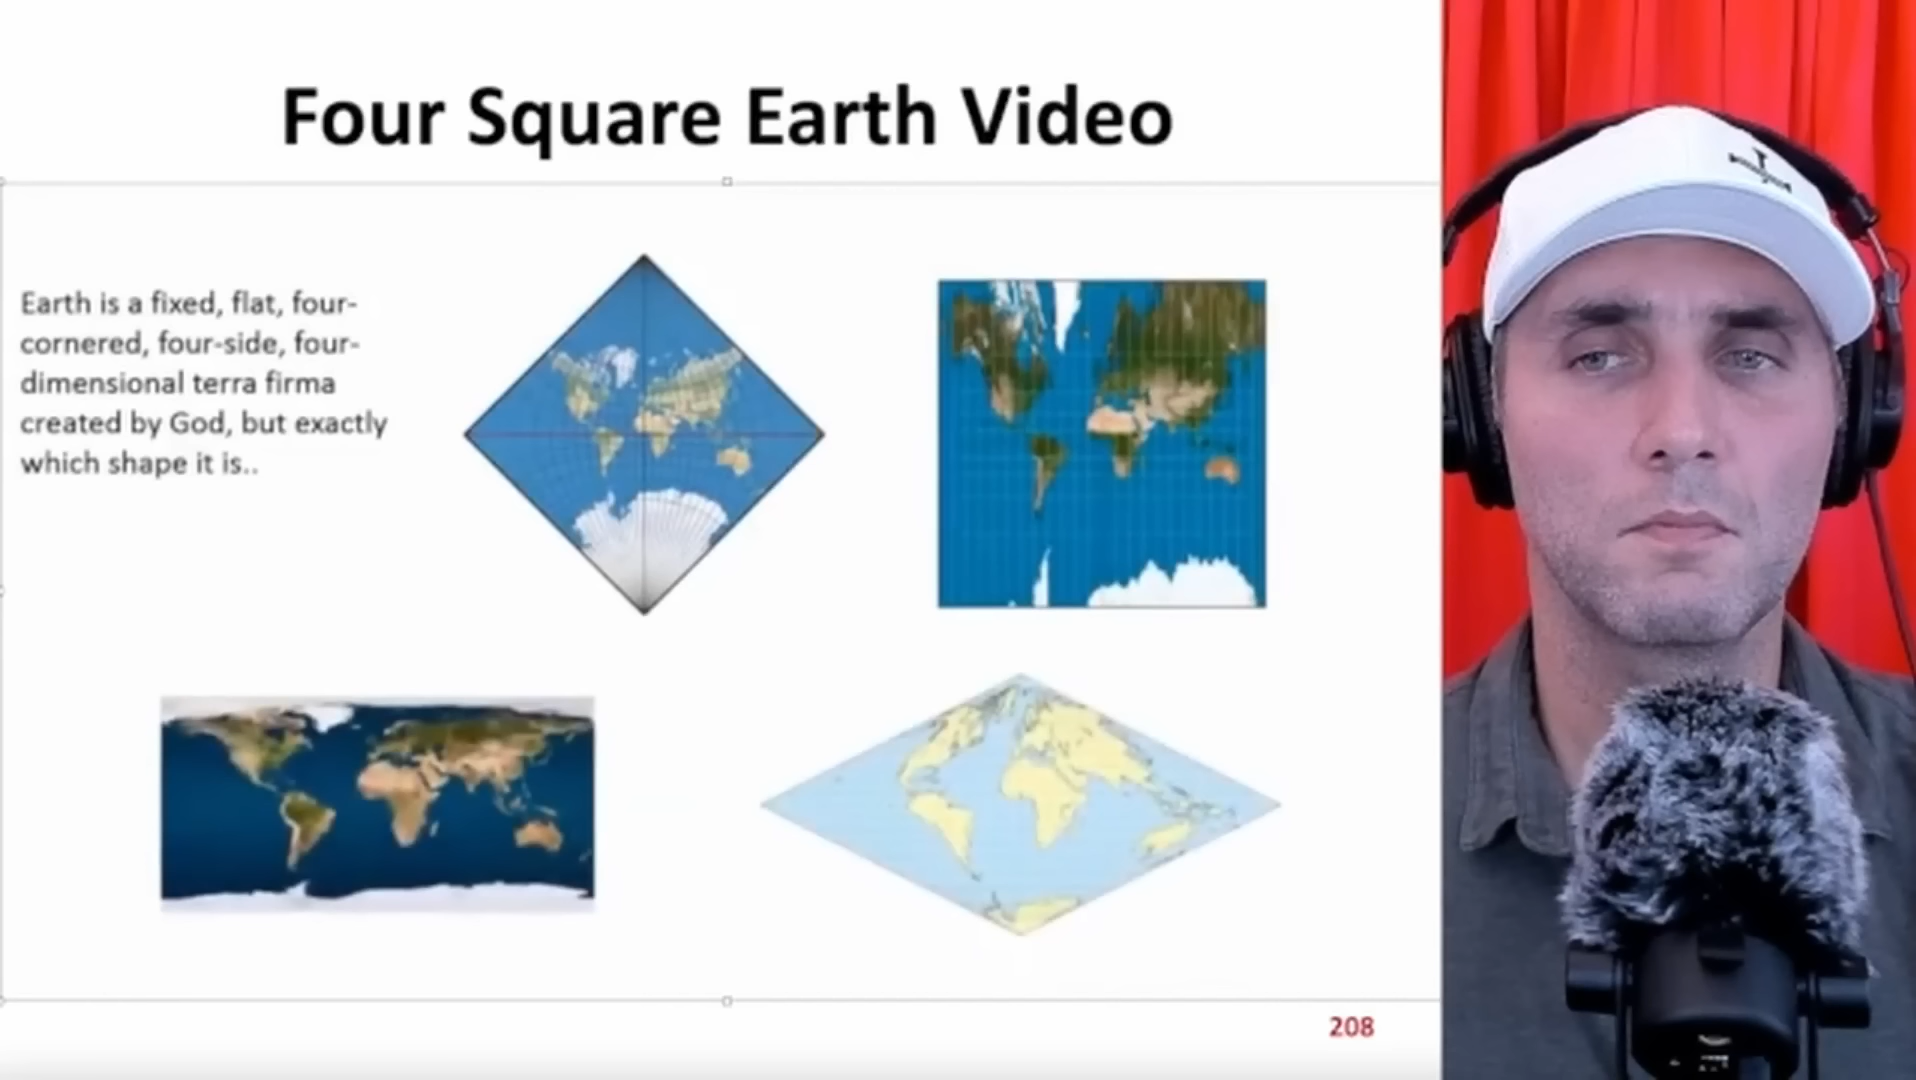 Four Square Earth Video
Earth is a fixed, flat, four-
cornered, four-side, four-
dimensional terra firma
created by God, but exactly
which shape it is..
208